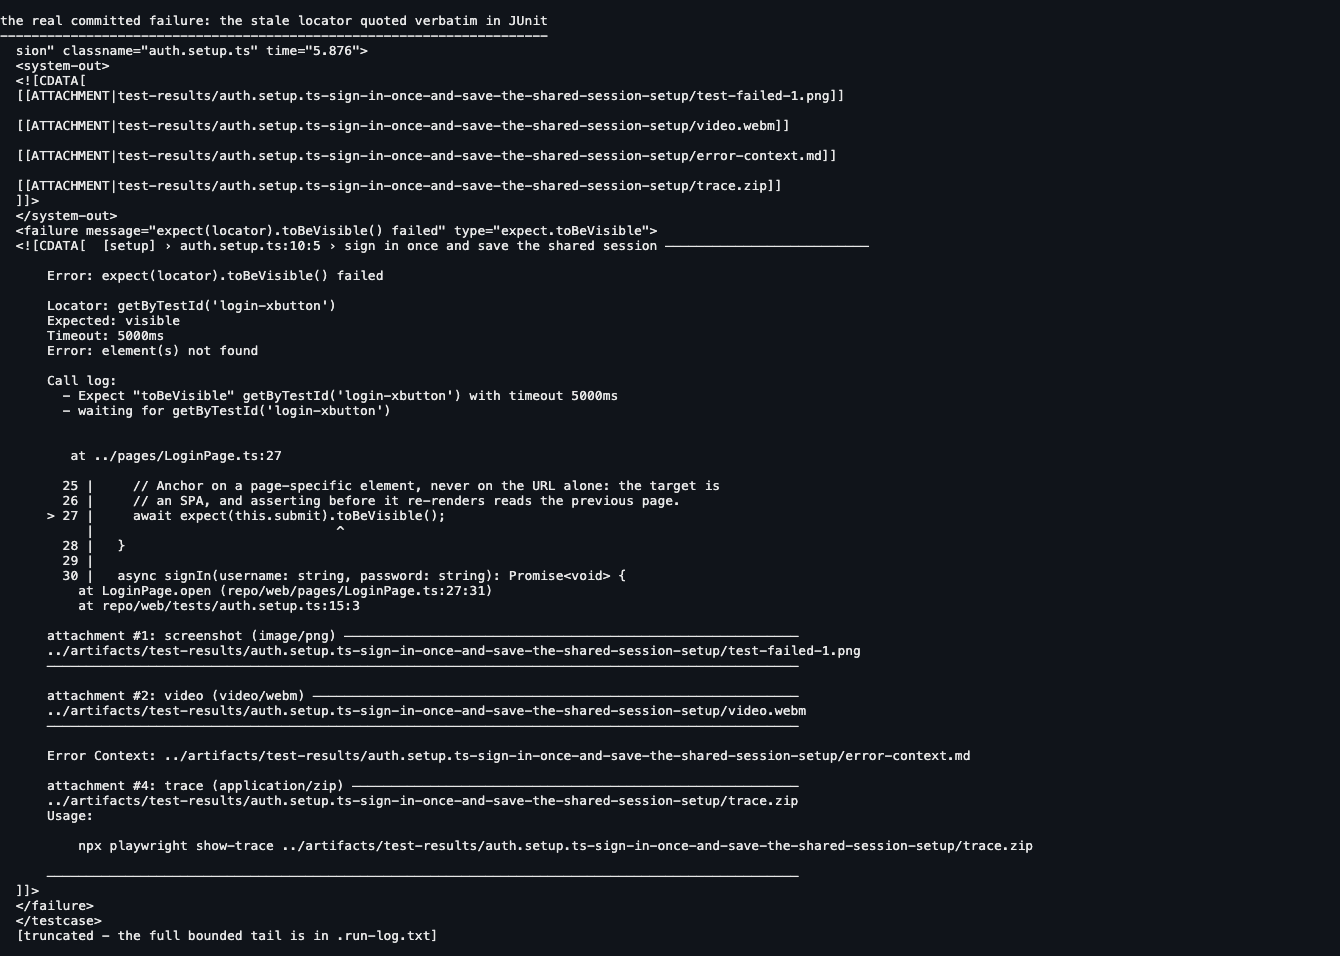 the real committed failure: the stale locator quoted verbatim in JUnit
sion" classname="auth.setup.ts" time="5.876">
<system-out>
<![CDATA[
[[ATTACHMENT|test-results/auth.setup.ts-sign-in-once-and-save-the-shared-session-setup/test-failed-1.png]]
[[ATTACHMENT|test-results/auth.setup.ts-sign-in-once-and-save-the-shared-session-setup/video.webm]]
[[ATTACHMENT|test-results/auth.setup.ts-sign-in-once-and-save-the-shared-session-setup/error-context.md]]
[[ATTACHMENT|test-results/auth.setup.ts-sign-in-once-and-save-the-shared-session-setup/trace.zip]]
]]>
</system-out>
<failure message="expect(locator).toBeVisible() failed" type="expect.toBeVisible">
<![CDATA[  [setup] › auth.setup.ts:10:5 › sign in once and save the shared session ──────────────────────────
Error: expect(locator).toBeVisible() failed
Locator: getByTestId('login-xbutton')
Expected: visible
Timeout: 5000ms
Error: element(s) not found
Call log:
- Expect "toBeVisible" getByTestId('login-xbutton') with timeout 5000ms
- waiting for getByTestId('login-xbutton')
at ../pages/LoginPage.ts:27
25 |     // Anchor on a page-specific element, never on the URL alone: the target is
26 |     // an SPA, and asserting before it re-renders reads the previous page.
> 27 |     await expect(this.submit).toBeVisible();
|                               ^
28 |   }
29 |
30 |   async signIn(username: string, password: string): Promise<void> {
at LoginPage.open (repo/web/pages/LoginPage.ts:27:31)
at repo/web/tests/auth.setup.ts:15:3
attachment #1: screenshot (image/png) ──────────────────────────────────────────────────────────
../artifacts/test-results/auth.setup.ts-sign-in-once-and-save-the-shared-session-setup/test-failed-1.png
────────────────────────────────────────────────────────────────────────────────────────────────
attachment #2: video (video/webm) ──────────────────────────────────────────────────────────────
../artifacts/test-results/auth.setup.ts-sign-in-once-and-save-the-shared-session-setup/video.webm
────────────────────────────────────────────────────────────────────────────────────────────────
Error Context: ../artifacts/test-results/auth.setup.ts-sign-in-once-and-save-the-shared-session-setup/error-context.md
attachment #4: trace (application/zip) ─────────────────────────────────────────────────────────
../artifacts/test-results/auth.setup.ts-sign-in-once-and-save-the-shared-session-setup/trace.zip
Usage:
npx playwright show-trace ../artifacts/test-results/auth.setup.ts-sign-in-once-and-save-the-shared-session-setup/trace.zip
────────────────────────────────────────────────────────────────────────────────────────────────
]]>
</failure>
</testcase>
[truncated — the full bounded tail is in .run-log.txt]